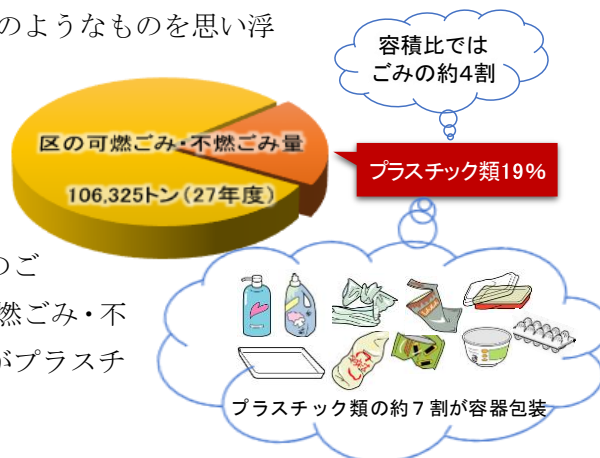 のようなものを思い浮
容積比では
ごみの約4割
区の可燃ごみ・不燃ごみ量
106,325トン(27年度)
プラスチック類19%
のご
燃ごみ・不
がプラスチ
プラスチック類の約７割が容器包装